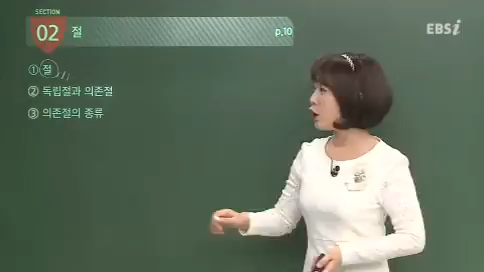 SECTION
02 절
p.10
EBSi
① 절
② 독립절과 의존절
③ 의존절의 종류